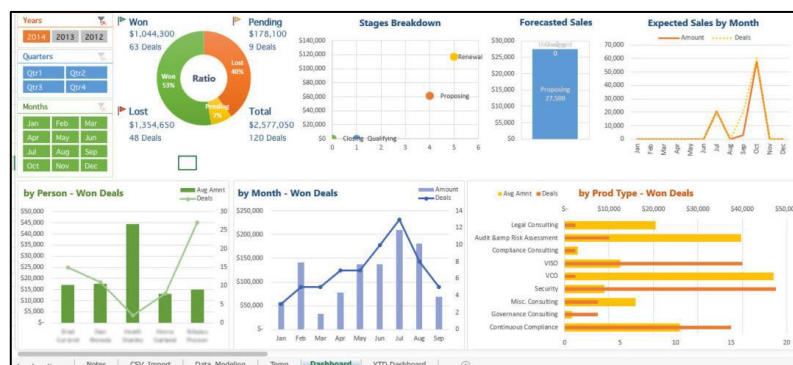 Years
2014 2013 2012
Quarters
Qtr1 Qtr2
Qtr3 Qtr4
Months
Jan Feb Mar
Apr May Jun
Jul Aug Sep
Oct Nov Dec
Won
$1,044,300
63 Deals
Pending
$178,100
9 Deals
Ratio
Won
53%
Lost
40%
Pending
7%
Lost
$1,354,650
48 Deals
Total
$2,577,050
120 Deals
Stages Breakdown
$140,000
$120,000
$100,000
$80,000
$60,000
$40,000
$20,000
$0
Renewal
Proposing
Closing Qualifying
0 1 2 3 4 5 6
Forecasted Sales
$30,000
$25,000
$20,000
$15,000
$10,000
$5,000
$0
0
Proposing
27,500
Expected Sales by Month
Amount Deals
70,000
60,000
50,000
40,000
30,000
20,000
10,000
0
Jan Feb Mar Apr May Jun Jul Aug Sep Oct Nov Dec
by Person - Won Deals
Avg Amnt
Deals
$50,000
$45,000
$40,000
$35,000
$30,000
$25,000
$20,000
$15,000
$10,000
$5,000
$-
30
25
20
15
10
5
0
by Month - Won Deals
Amount
Deals
$250,000
$200,000
$150,000
$100,000
$50,000
$-
14
12
10
8
6
4
2
0
Jan Feb Mar Apr May Jun Jul Aug Sep
Avg Amnt Deals
by Prod Type - Won Deals
$- $10,000 $20,000 $30,000 $40,000 $50,00
Legal Consulting
Audit &amp Risk Assessment
Compliance Consulting
VISO
VCO
Security
Misc. Consulting
Governance Consulting
Continuous Compliance
0 5 10 15 20
Notes CSV_Import Data_Modeling Temp Dashboard YTD Dashboard